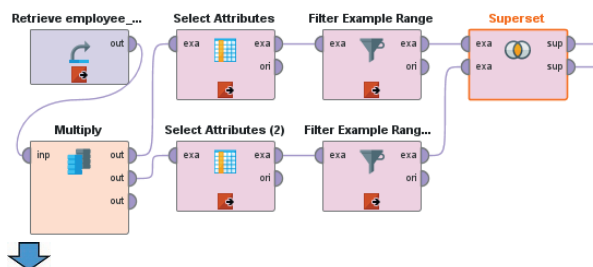 Retrieve employee_...
out
Select Attributes
exa
exa
ori
Filter Example Range
exa
exa
ori
Superset
exa
exa
sup
sup
Multiply
inp
out
out
out
Select Attributes (2)
exa
exa
ori
Filter Example Rang...
exa
exa
ori